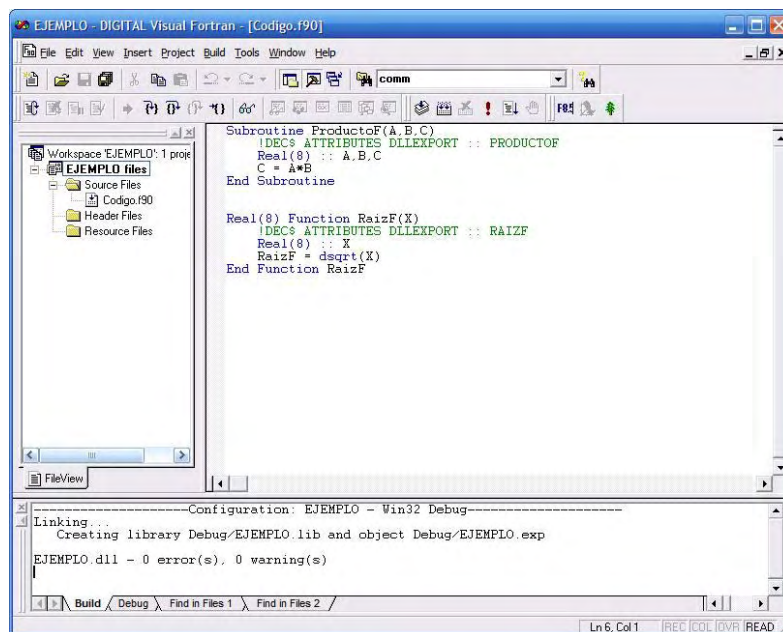 EJEMPLO - DIGITAL Visual Fortran - [Codigo.f90]
File Edit View Insert Project Build Tools Window Help
comm
F8:
Workspace 'EJEMPLO': 1 proje
EJEMPLO files
Source Files
Codigo.f90
Header Files
Resource Files
FileView
Subroutine ProductoF(A,B,C)
!DEC$ ATTRIBUTES DLLEXPORT :: PRODUCTOF
Real(8) :: A,B,C
C = A*B
End Subroutine
Real(8) Function RaizF(X)
!DEC$ ATTRIBUTES DLLEXPORT :: RAIZF
Real(8) :: X
RaizF = dsqrt(X)
End Function RaizF
--------------------Configuration: EJEMPLO - Win32 Debug--------------------
Linking...
Creating library Debug/EJEMPLO.lib and object Debug/EJEMPLO.exp
EJEMPLO.dll - 0 error(s), 0 warning(s)
Build Debug Find in Files 1 Find in Files 2
Ln 6, Col 1 REC COL OVR READ